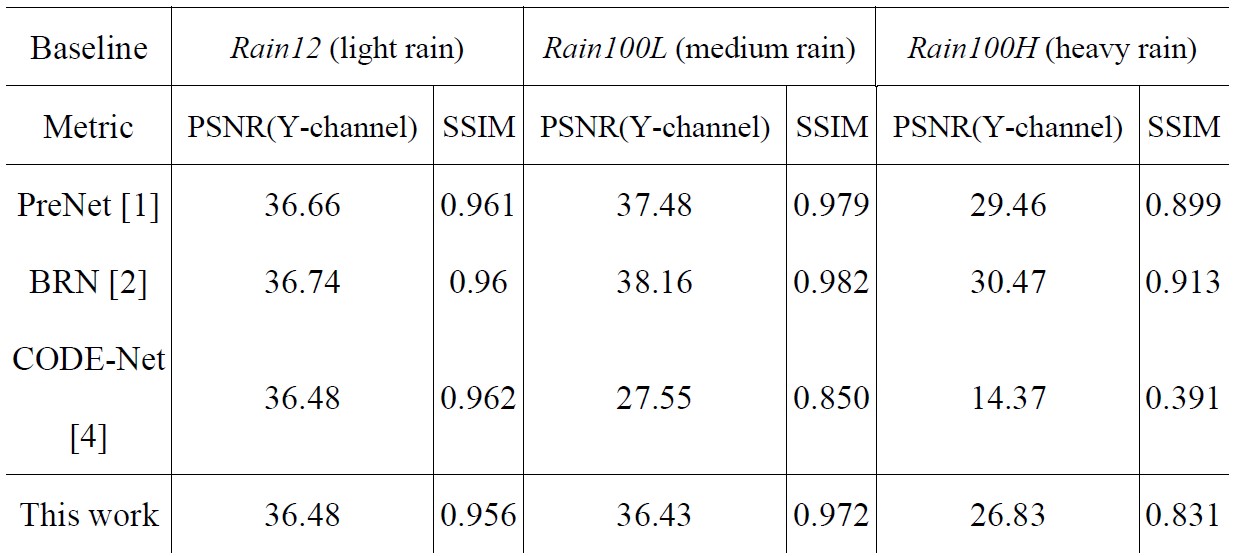 Baseline Rain12 (light rain) Rain100L (medium rain) Rain100H (heavy rain)
Metric PSNR(Y-channel) SSIM PSNR(Y-channel) SSIM PSNR(Y-channel) SSIM
PreNet [1] 36.66 0.961 37.48 0.979 29.46 0.899
BRN [2] 36.74 0.96 38.16 0.982 30.47 0.913
CODE-Net
[4] 36.48 0.962 27.55 0.850 14.37 0.391
This work 36.48 0.956 36.43 0.972 26.83 0.831